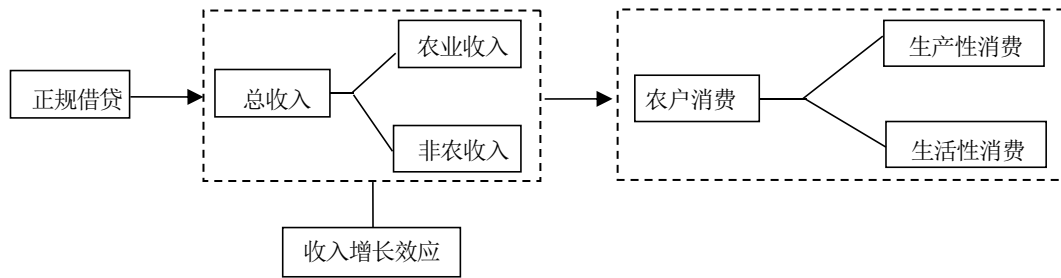 正规借贷
总收入
农业收入
非农收入
收入增长效应
农户消费
生产性消费
生活性消费